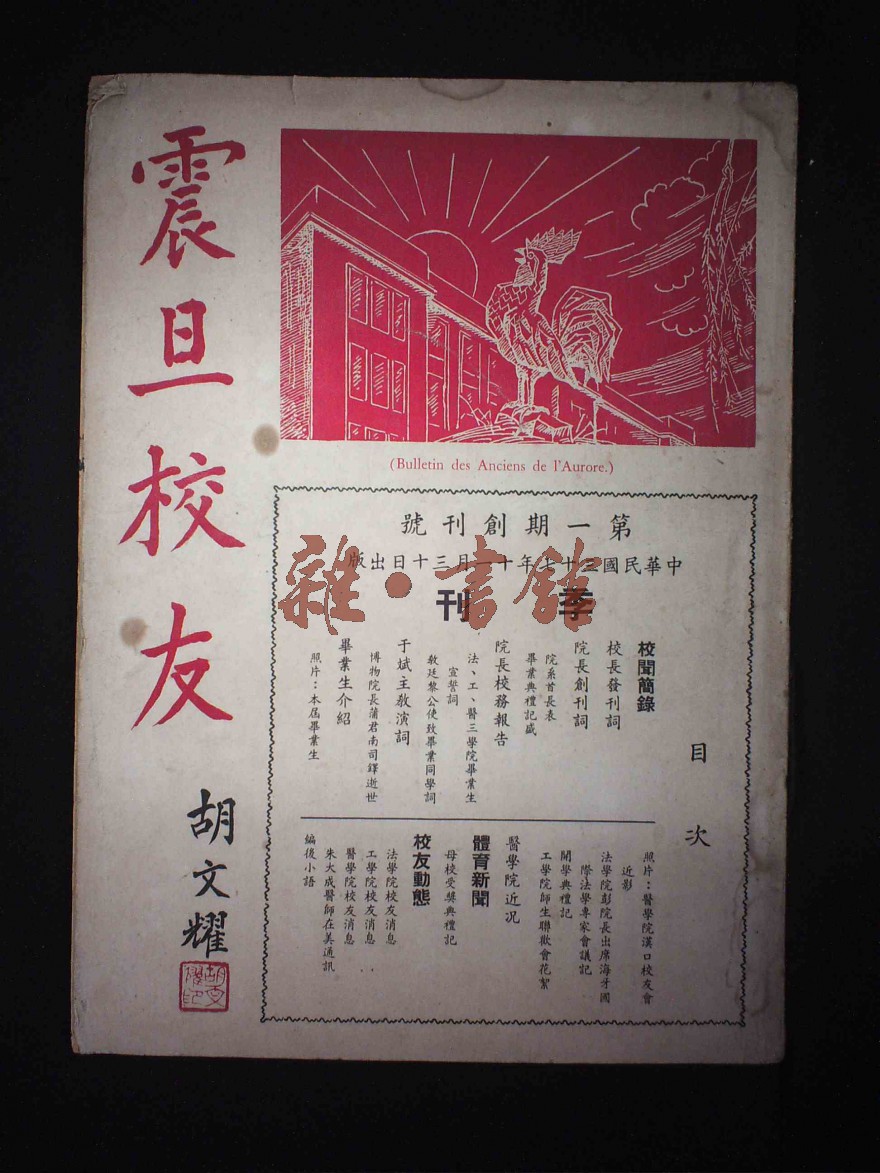 震旦校友
胡文耀
(Bulletin des Anciens de l'Aurore.)
第一期創刊號
中華民國三十七年十一月三十日出版
季刊
目次
校聞簡錄
校長發刊詞
院長創刊詞
院系首長表
畢業典禮記盛
院長校務報告
法、工、醫三學院畢業生
宣誓詞
教廷黎公使致畢業同學詞
于斌主教演詞
博物院長蒲君南司鐸逝世
畢業生介紹
照片：本屆畢業生
照片：醫學院漢口校友會
近影
法學院彭院長出席海牙國
際法學專家會議記
開學典禮記
工學院師生聯歡會花絮
醫學院近況
體育新聞
母校受獎典禮記
校友動態
法學院校友消息
工學院校友消息
醫學院校友消息
朱大成醫師在美通訊
編後小語
雜·書館